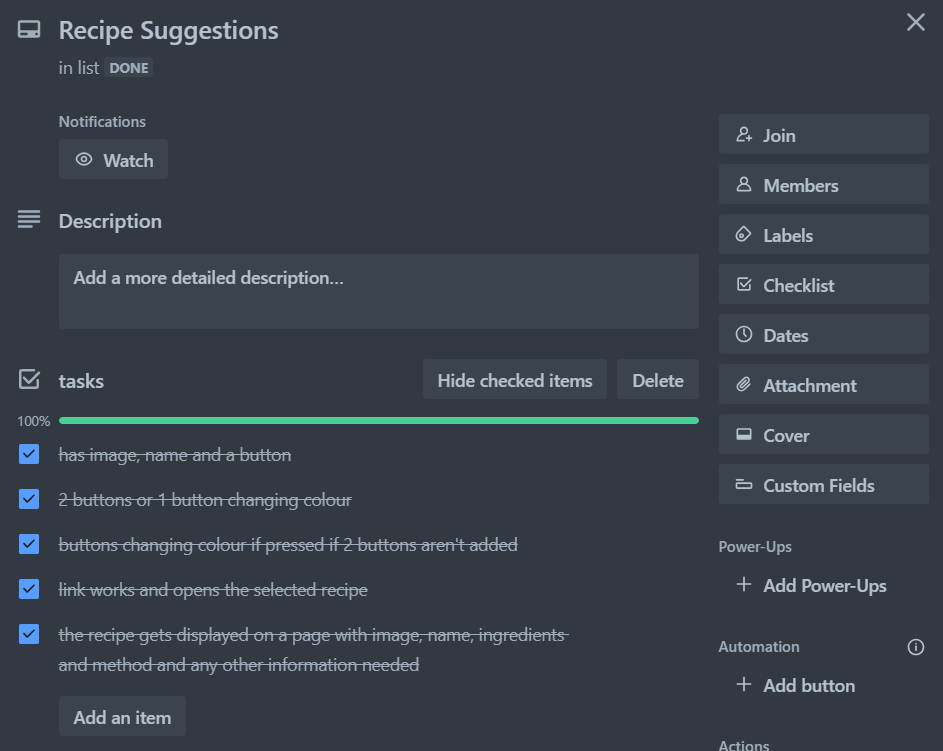 Recipe Suggestions
in list DONE
Notifications
Watch
Description
Add a more detailed description...
tasks
Hide checked items
Delete
100%
has image, name and a button
2 buttons or 1 button changing colour
buttons changing colour if pressed if 2 buttons aren't added
link works and opens the selected recipe
the recipe gets displayed on a page with image, name, ingredients
and method and any other information needed
Add an item
Join
Members
Labels
Checklist
Dates
Attachment
Cover
Custom Fields
Power-Ups
Add Power-Ups
Automation
Add button
Actions